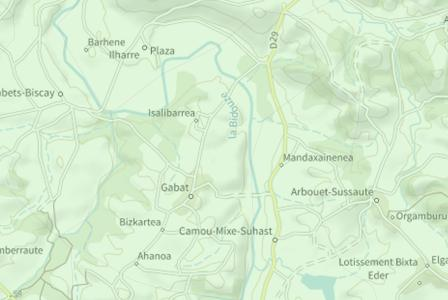 D29
Barhene
Ilharre
Plaza
bets-Biscay
la Bidouze
Isalibarrea
Mandaxainenea
Gabat
Arbouet-Sussaute
Orgamburu
Bizkartea
Camou-Mixe-Suhast
mberraute
Ahanoa
Lotissement Bixta
Eder
Elga